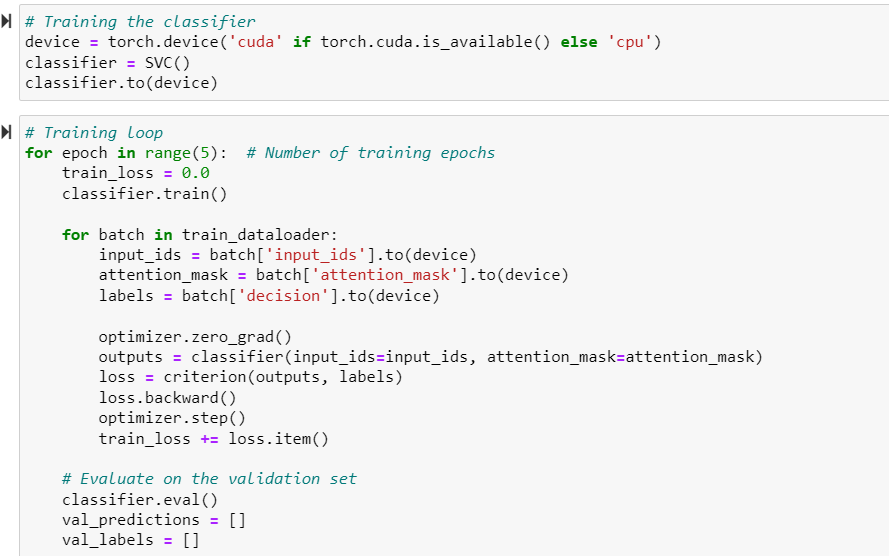 # Training the classifier
device = torch.device('cuda' if torch.cuda.is_available() else 'cpu')
classifier = SVC()
classifier.to(device)
# Training loop
for epoch in range(5):  # Number of training epochs
    train_loss = 0.0
    classifier.train()
    for batch in train_dataloader:
        input_ids = batch['input_ids'].to(device)
        attention_mask = batch['attention_mask'].to(device)
        labels = batch['decision'].to(device)
        optimizer.zero_grad()
        outputs = classifier(input_ids=input_ids, attention_mask=attention_mask)
        loss = criterion(outputs, labels)
        loss.backward()
        optimizer.step()
        train_loss += loss.item()
    # Evaluate on the validation set
    classifier.eval()
    val_predictions = []
    val_labels = []